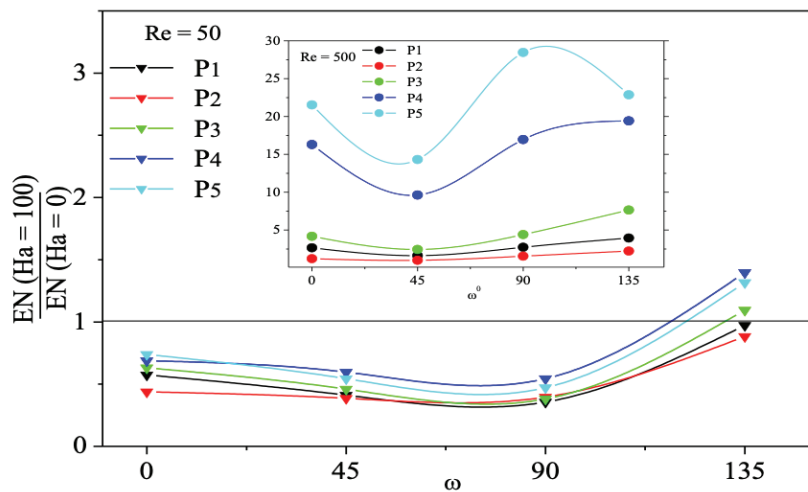 EN (Ha = 100)
EN (Ha = 0)
3
2
1
0
Re = 50
P1
P2
P3
P4
P5
30
25
20
15
10
5
Re = 500
P1
P2
P3
P4
P5
0 45 90 135
ω°
0 45 90 135
ω